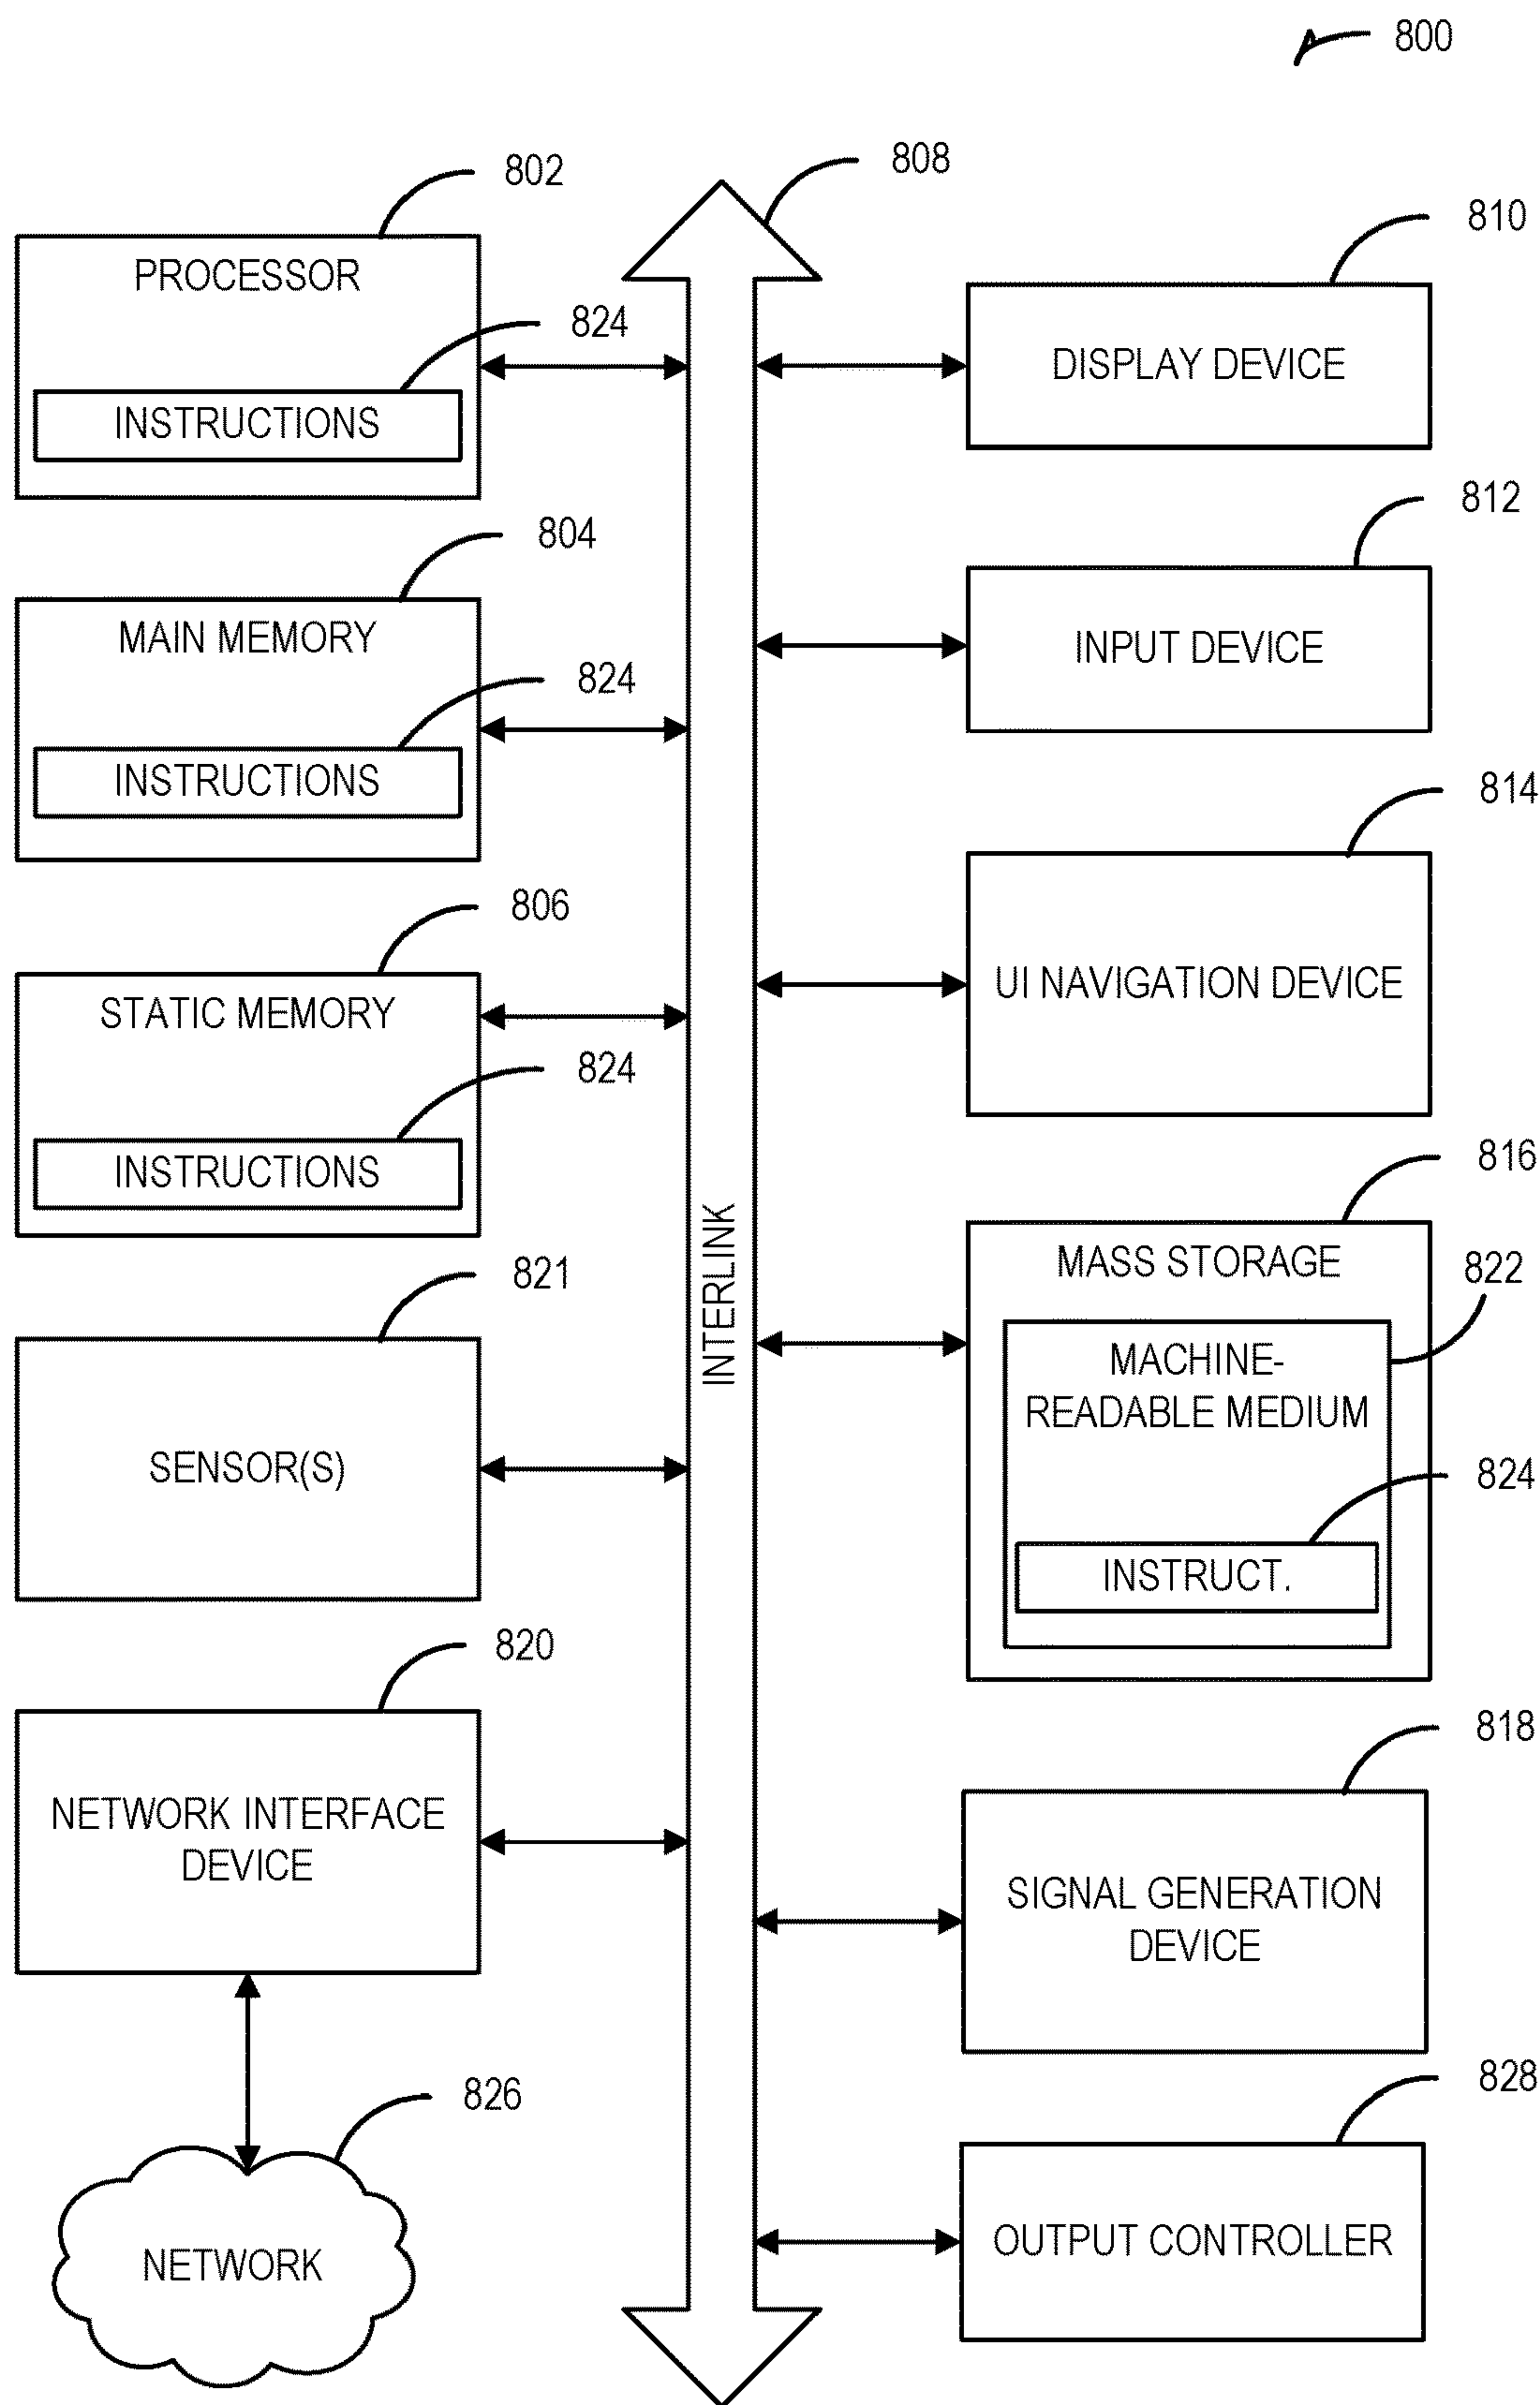 800
808
802
PROCESSOR
824
INSTRUCTIONS
804
MAIN MEMORY
824
INSTRUCTIONS
806
STATIC MEMORY
824
INSTRUCTIONS
821
SENSOR(S)
820
NETWORK INTERFACE
DEVICE
826
NETWORK
INTERLINK
810
DISPLAY DEVICE
812
INPUT DEVICE
814
UI NAVIGATION DEVICE
816
MASS STORAGE
822
MACHINE-
READABLE MEDIUM
824
INSTRUCT.
818
SIGNAL GENERATION
DEVICE
828
OUTPUT CONTROLLER